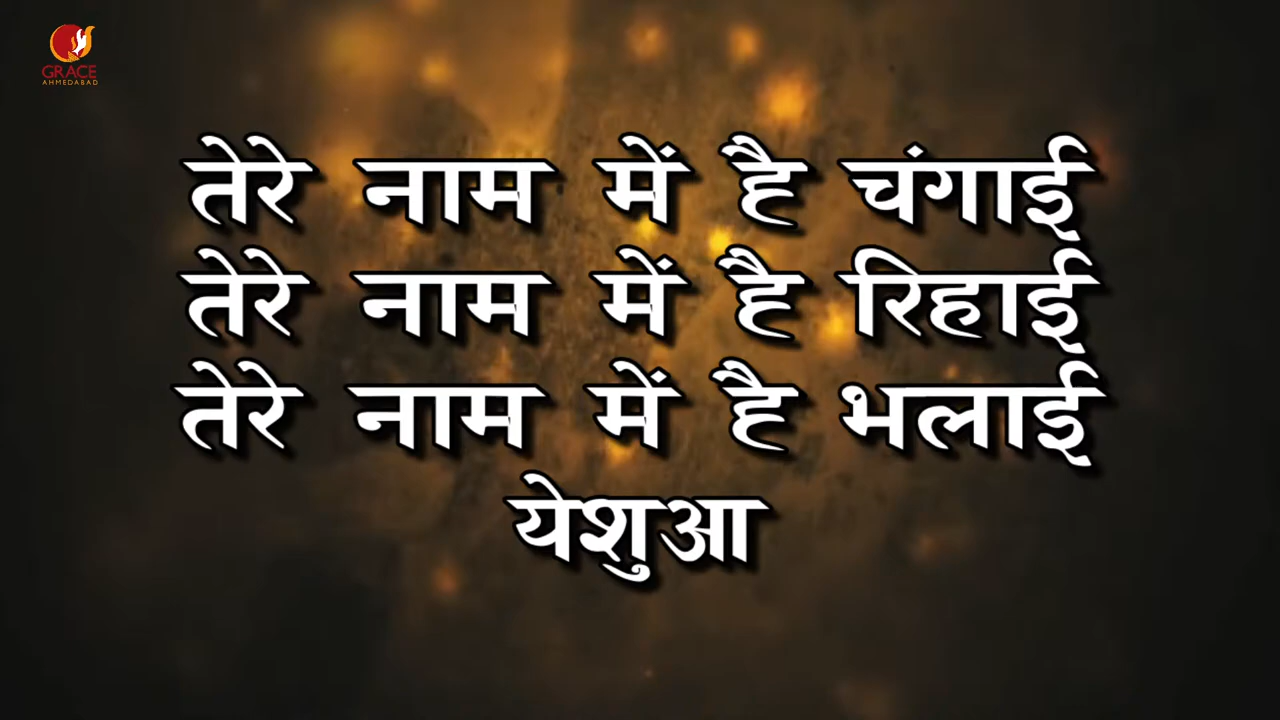 GRACE
AHMEDABAD
तेरे नाम में है चंगाई
तेरे नाम में है रिहाई
तेरे नाम में है भलाई
येशुआ